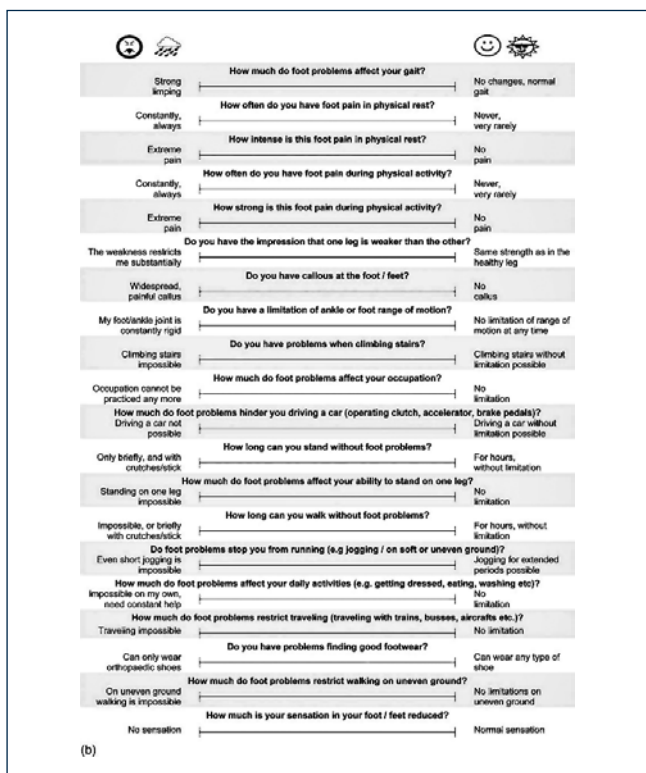 How much do foot problems affect your gait?
Strong
limping
No changes, normal
gait
How often do you have foot pain in physical rest?
Constantly,
always
Never,
very rarely
How intense is this foot pain in physical rest?
Extreme
pain
No
pain
How often do you have foot pain during physical activity?
Constantly,
always
Never,
very rarely
How strong is this foot pain during physical activity?
Extreme
pain
No
pain
Do you have the impression that one leg is weaker than the other?
The weakness restricts
me substantially
Same strength as in the
healthy leg
Do you have callous at the foot / feet?
Widespread,
painful callus
No
callus
Do you have a limitation of ankle or foot range of motion?
My foot/ankle joint is
constantly rigid
No limitation of range of
motion at any time
Do you have problems when climbing stairs?
Climbing stairs
impossible
Climbing stairs without
limitation possible
How much do foot problems affect your occupation?
Occupation cannot be
practiced any more
No
limitation
How much do foot problems hinder you driving a car (operating clutch, accelerator, brake pedals)?
Driving a car not
possible
Driving a car without
limitation possible
How long can you stand without foot problems?
Only briefly, and with
crutches/stick
For hours,
without limitation
How much do foot problems affect your ability to stand on one leg?
Standing on one leg
impossible
No
limitation
How long can you walk without foot problems?
Impossible, or briefly
with crutches/stick
For hours, without
limitation
Do foot problems stop you from running (e.g jogging / on soft or uneven ground)?
Even short jogging is
impossible
Jogging for extended
periods possible
How much do foot problems affect your daily activities (e.g. getting dressed, eating, washing etc)?
Impossible on my own,
need constant help
No
limitation
How much do foot problems restrict traveling (traveling with trains, busses, aircrafts etc.)?
Traveling impossible
No limitation
Do you have problems finding good footwear?
Can only wear
orthopaedic shoes
Can wear any type of
shoe
How much do foot problems restrict walking on uneven ground?
On uneven ground
walking is impossible
No limitations on
uneven ground
How much is your sensation in your foot / feet reduced?
No sensation
Normal sensation
(b)